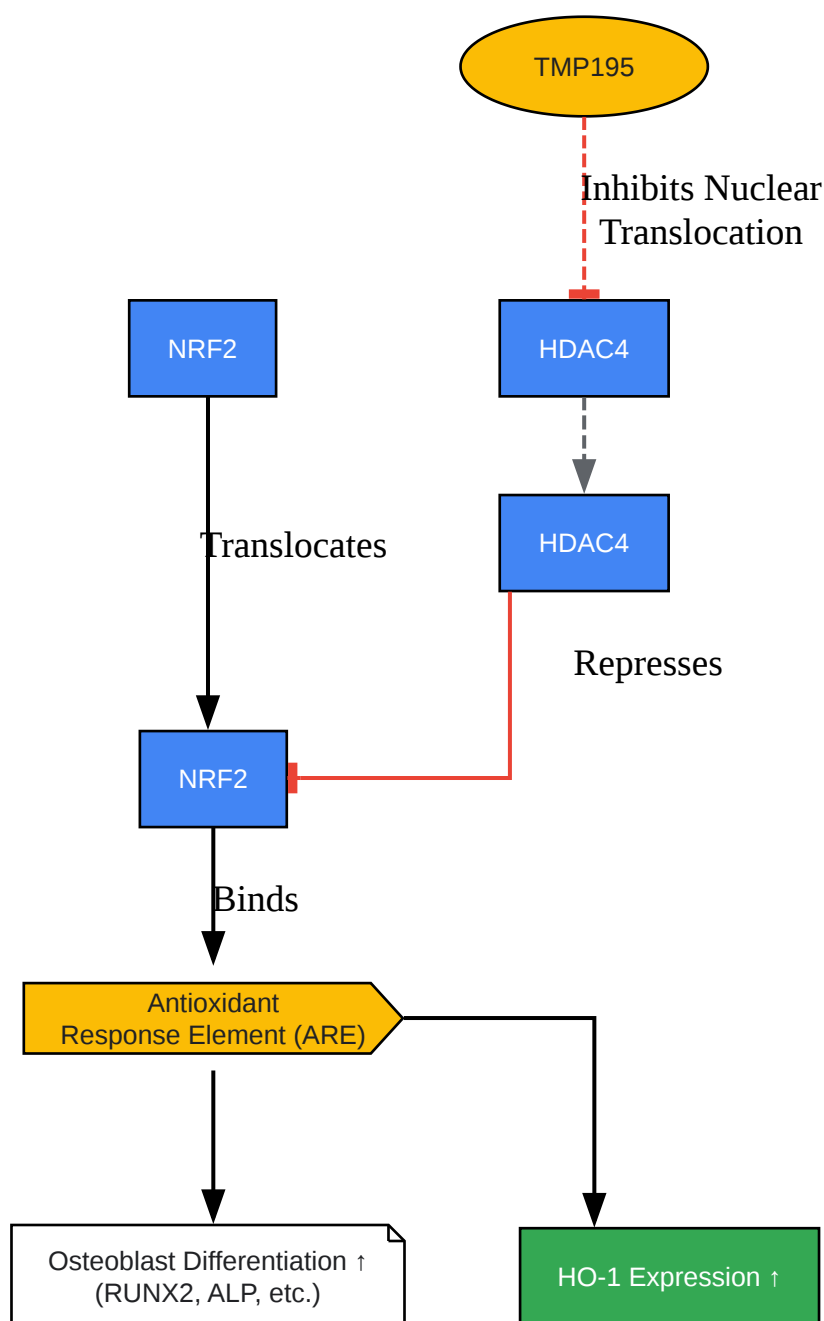 TMP195
Inhibits Nuclear
Translocation
NRF2
HDAC4
Translocates
HDAC4
Represses
NRF2
Binds
Antioxidant
Response Element (ARE)
Osteoblast Differentiation ↑
(RUNX2, ALP, etc.)
HO-1 Expression ↑